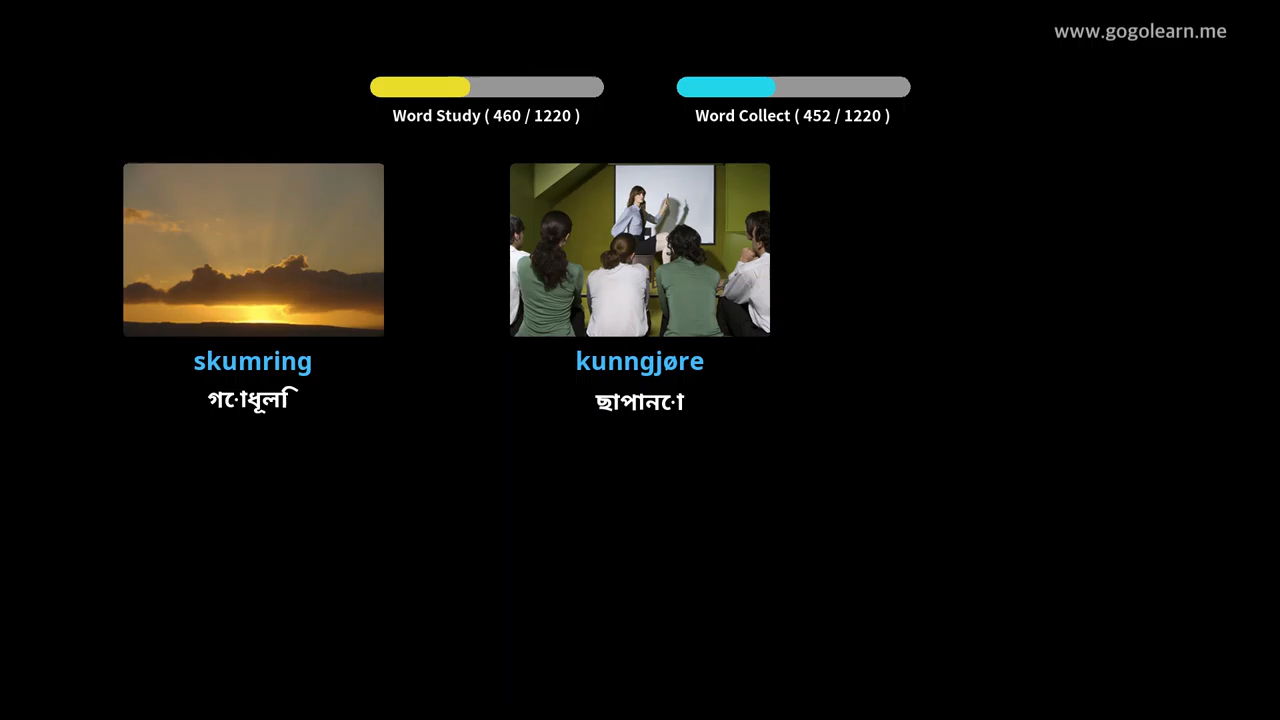 www.gogolearn.me
Word Study ( 460 / 1220 )
Word Collect ( 452 / 1220 )
skumring
kunngjøre
গোধূলি
ছাপানো